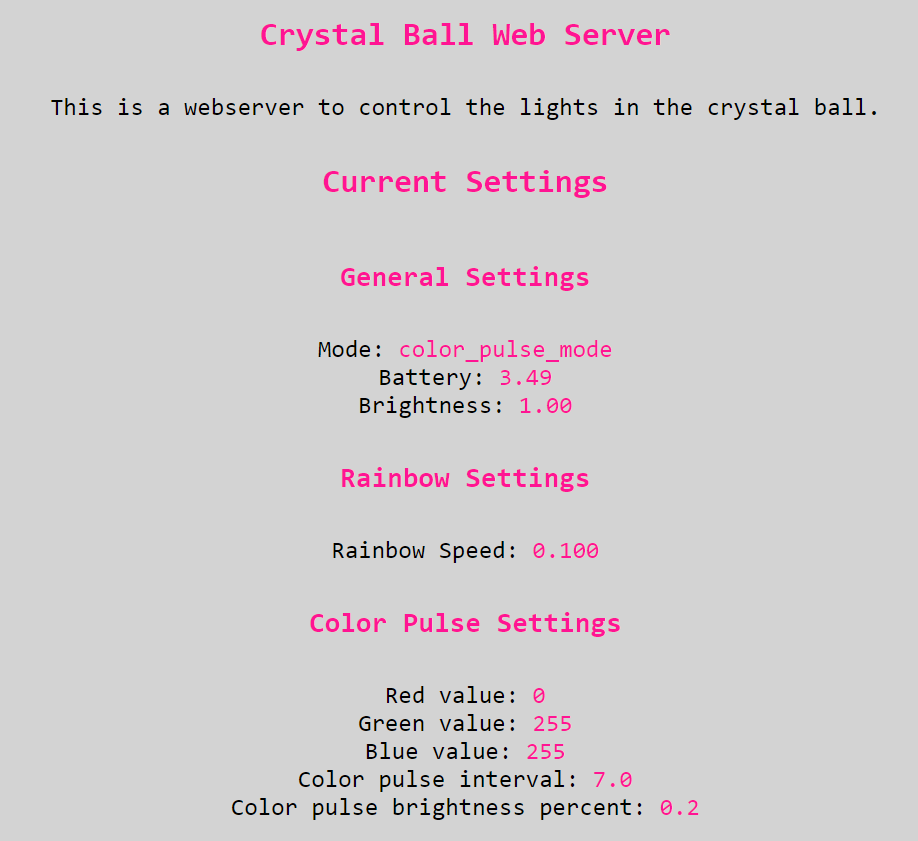 Crystal Ball Web Server
This is a webserver to control the lights in the crystal ball.
Current Settings
General Settings
Mode: color_pulse_mode
Battery: 3.49
Brightness: 1.00
Rainbow Settings
Rainbow Speed: 0.100
Color Pulse Settings
Red value: 0
Green value: 255
Blue value: 255
Color pulse interval: 7.0
Color pulse brightness percent: 0.2